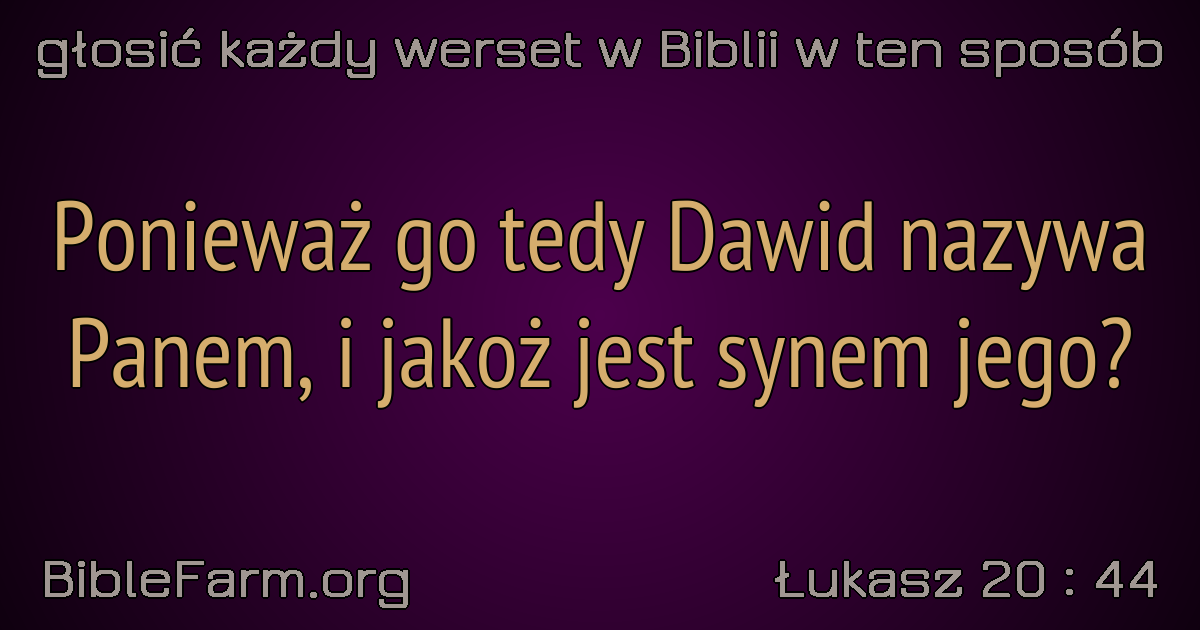 głosić każdy werset w Biblii w ten sposób
Ponieważ go tedy Dawid nazywa
Panem, i jakoż jest synem jego?
BibleFarm.org
Łukasz 20 : 44